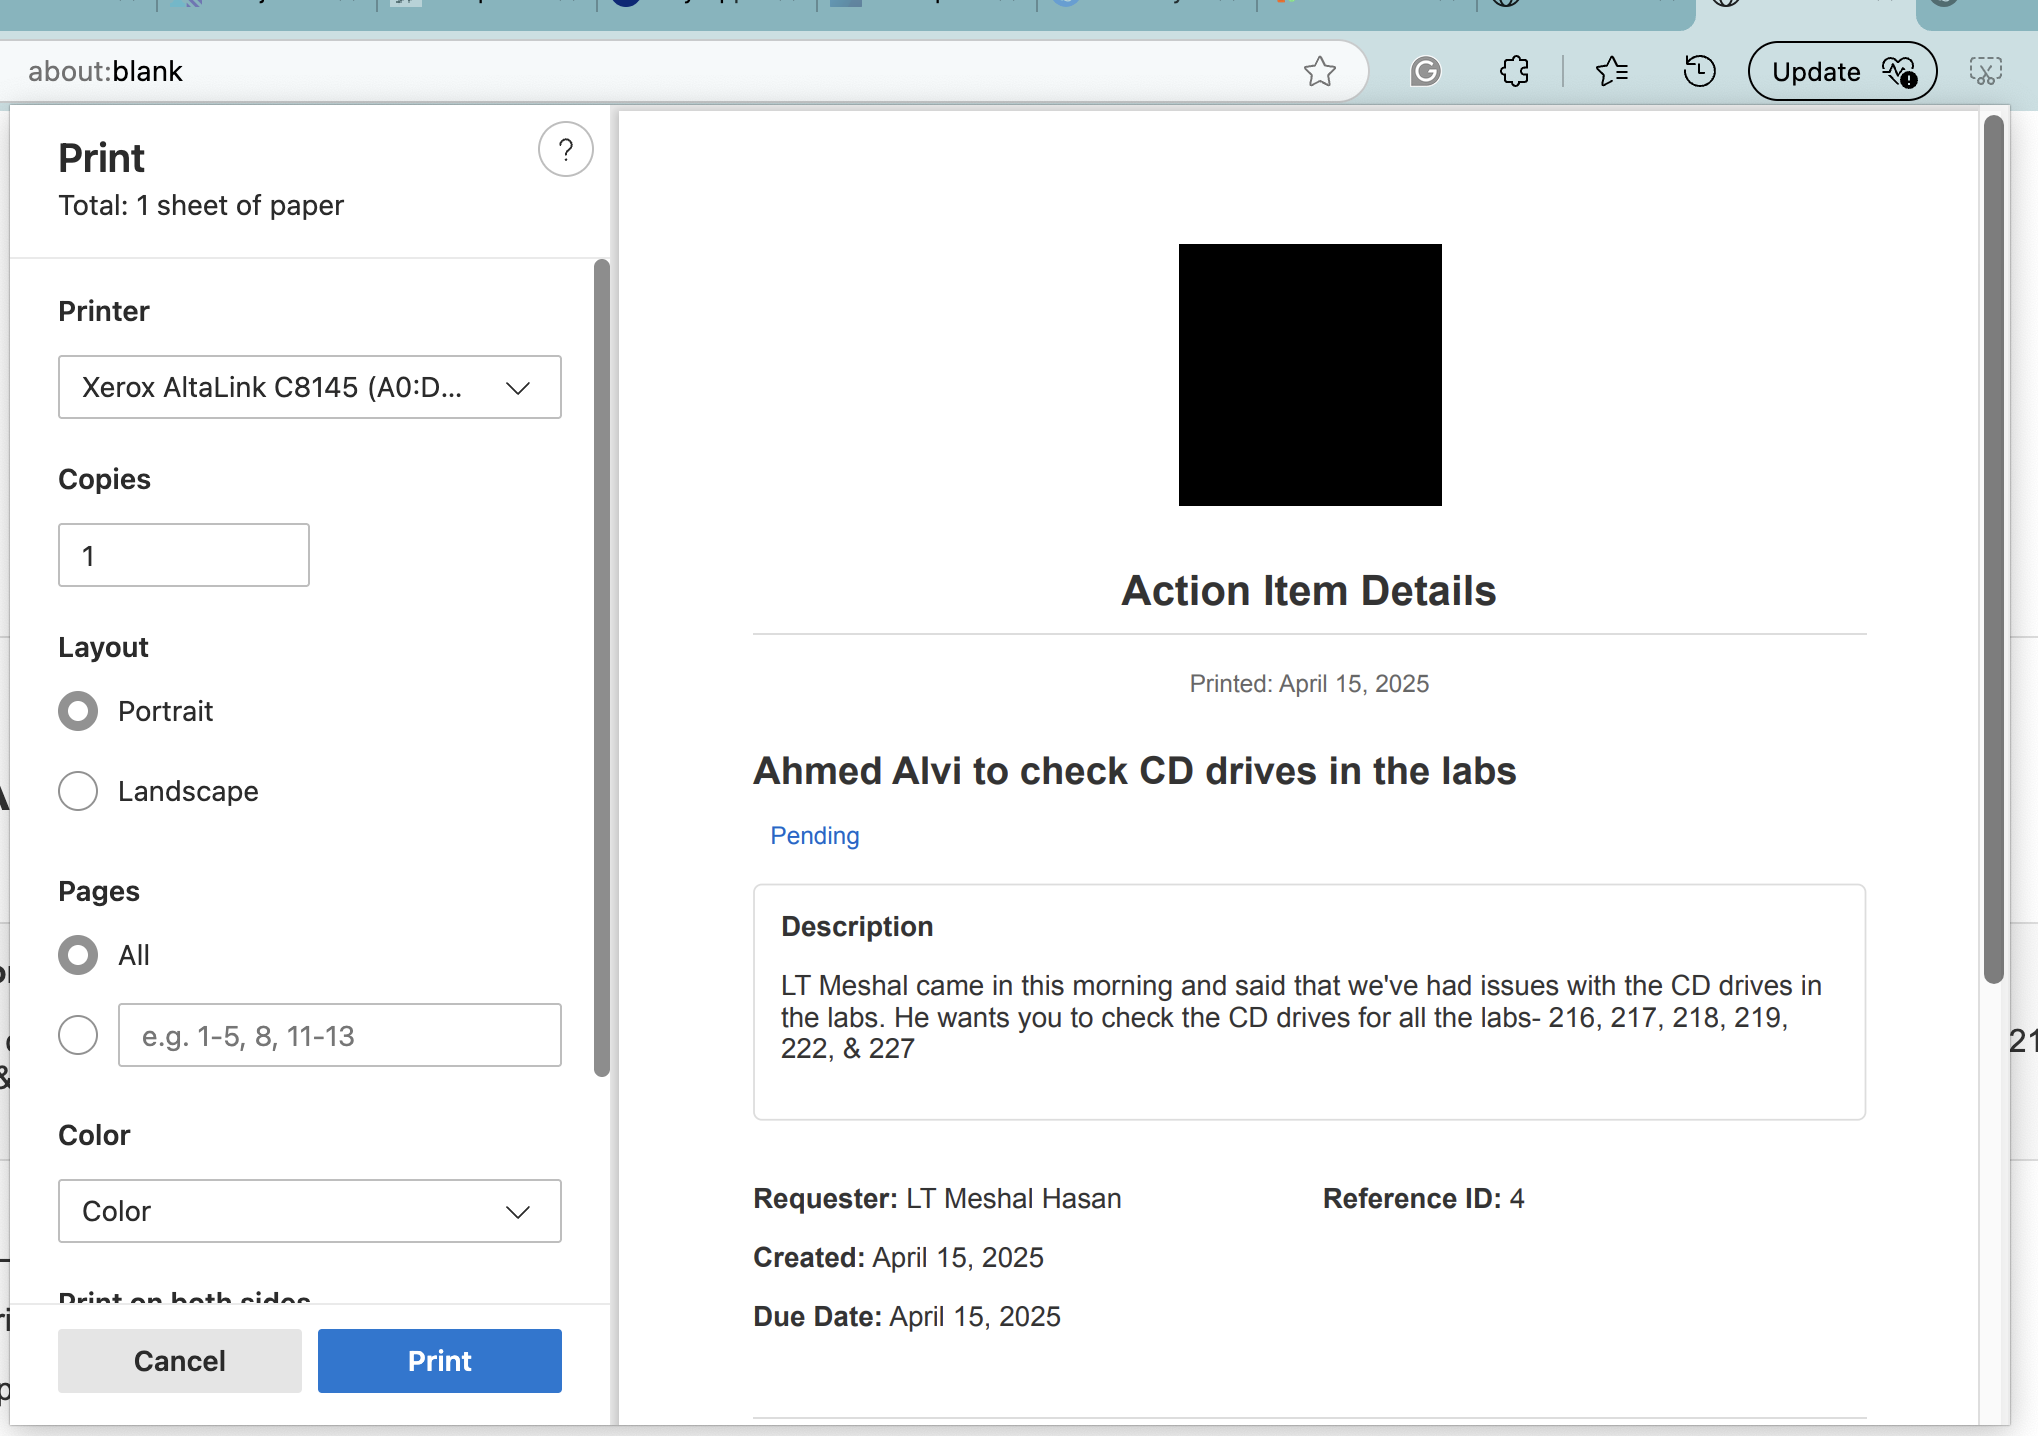 about:blank
Update
Print
?
Total: 1 sheet of paper
Printer
Xerox AltaLink C8145 (A0:D...
Copies
1
Layout
Portrait
Landscape
Pages
All
e.g. 1-5, 8, 11-13
Color
Color
Print on both sides
Cancel
Print
Action Item Details
Printed: April 15, 2025
Ahmed Alvi to check CD drives in the labs
Pending
Description
LT Meshal came in this morning and said that we've had issues with the CD drives in
the labs. He wants you to check the CD drives for all the labs- 216, 217, 218, 219,
222, & 227
Requester: LT Meshal Hasan
Reference ID: 4
Created: April 15, 2025
Due Date: April 15, 2025